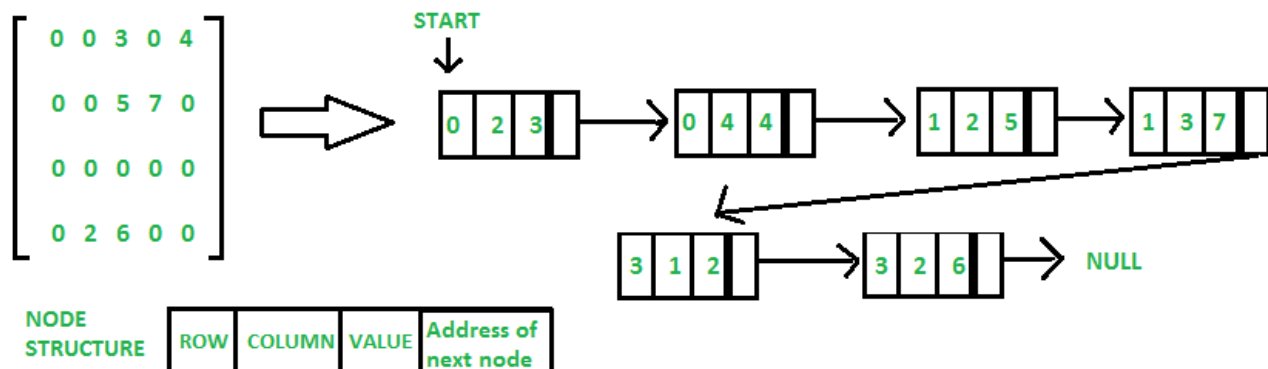 START
0 0 3 0 4
0 0 5 7 0
0 0 0 0 0
0 2 6 0 0
0 2 3
0 4 4
1 2 5
1 3 7
3 1 2
3 2 6
NULL
NODE
STRUCTURE
ROW
COLUMN
VALUE
Address of
next node